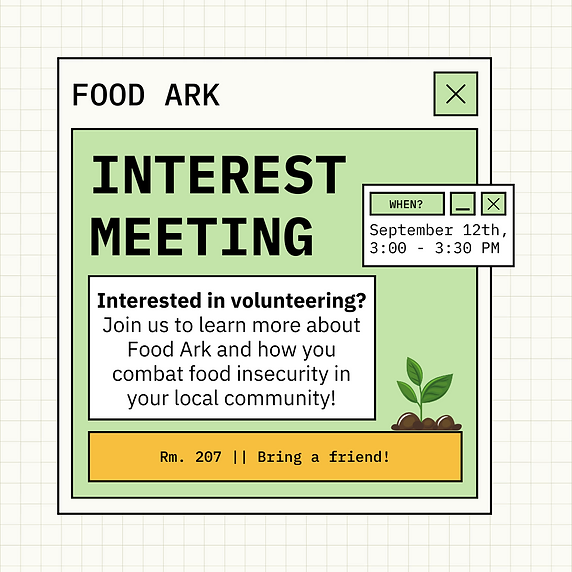 FOOD ARK
INTEREST
MEETING
WHEN?
September 12th,
3:00 - 3:30 PM
Interested in volunteering?
Join us to learn more about
Food Ark and how you
combat food insecurity in
your local community!
Rm. 207 || Bring a friend!